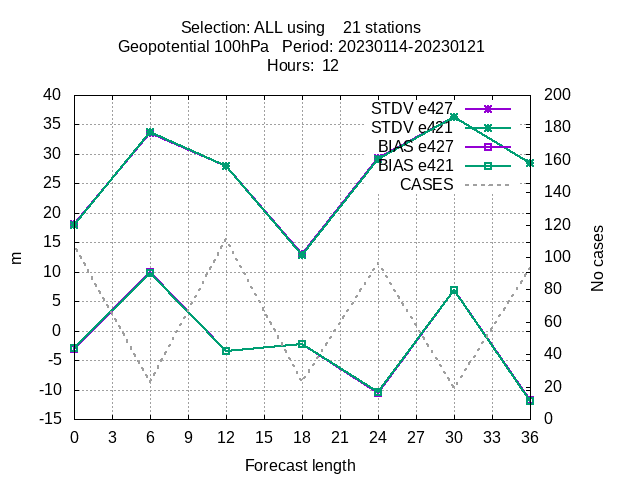 Selection: ALL using    21 stations
Geopotential 100hPa   Period: 20230114-20230121
Hours:  12
STDV e427
STDV e421
BIAS e427
BIAS e421
CASES
40
35
30
25
20
15
10
5
0
-5
-10
-15
m
200
180
160
140
120
100
80
60
40
20
0
No cases
0 3 6 9 12 15 18 21 24 27 30 33 36
Forecast length